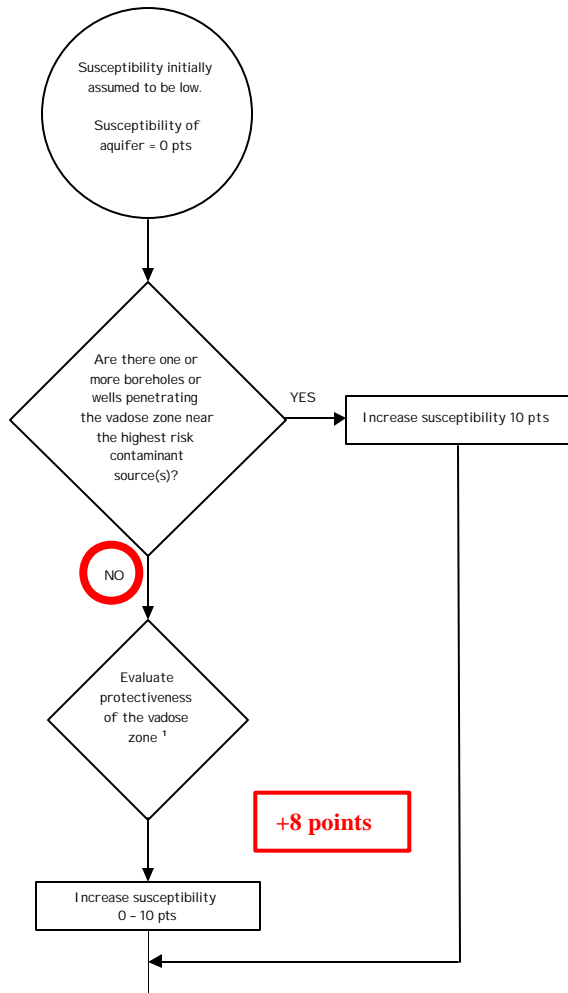 Susceptibility initially
assumed to be low.
Susceptibility of
aquifer = 0 pts
Are there one or
more boreholes or
wells penetrating
the vadose zone near
the highest risk
contaminant
source(s)?
YES
Increase susceptibility 10 pts
NO
Evaluate
protectiveness
of the vadose
zone ¹
+8 points
Increase susceptibility
0 – 10 pts